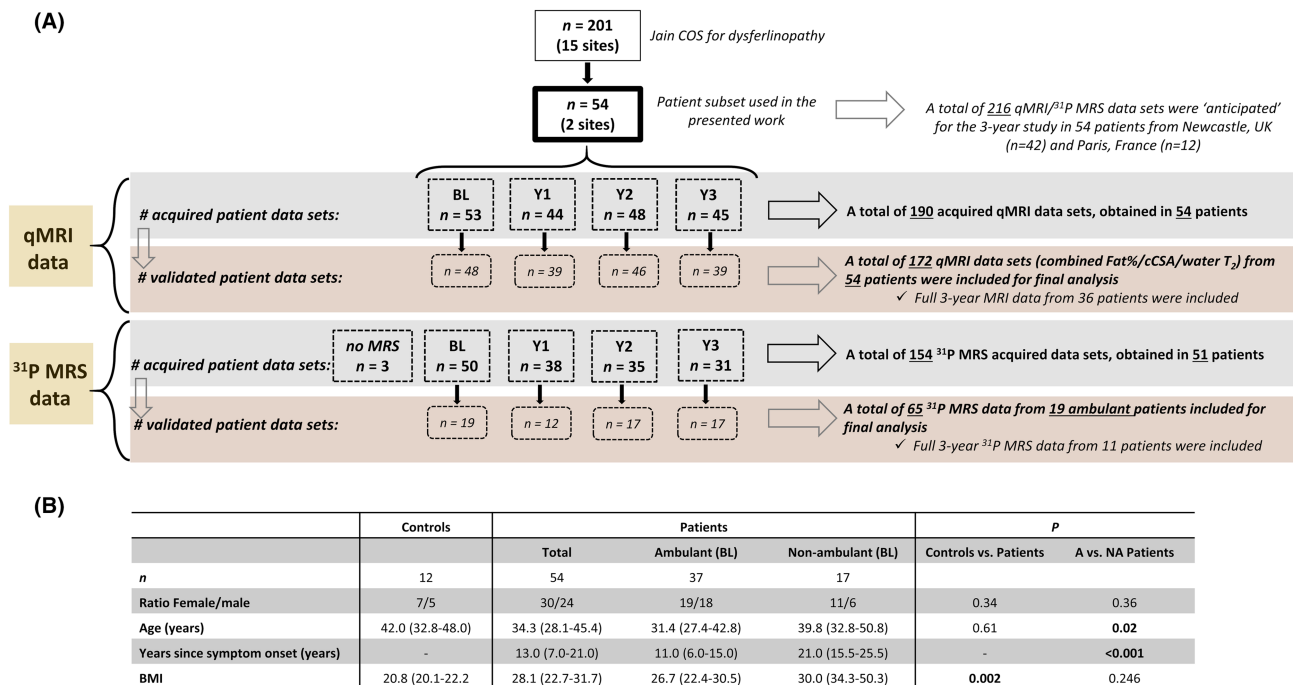 (A)
n = 201
(15 sites)
Jain COS for dysferlinopathy
n = 54
(2 sites)
Patient subset used in the
presented work
A total of 216 qMRI/³¹P MRS data sets were ‘anticipated’
for the 3-year study in 54 patients from Newcastle, UK
(n=42) and Paris, France (n=12)
qMRI
data
# acquired patient data sets:
BL
n = 53
Y1
n = 44
Y2
n = 48
Y3
n = 45
A total of 190 acquired qMRI data sets, obtained in 54 patients
# validated patient data sets:
n = 48
n = 39
n = 46
n = 39
A total of 172 qMRI data sets (combined Fat%/cCSA/water T₂) from
54 patients were included for final analysis
✓ Full 3-year MRI data from 36 patients were included
³¹P MRS
data
# acquired patient data sets:
no MRS
n = 3
BL
n = 50
Y1
n = 38
Y2
n = 35
Y3
n = 31
A total of 154 ³¹P MRS acquired data sets, obtained in 51 patients
# validated patient data sets:
n = 19
n = 12
n = 17
n = 17
A total of 65 ³¹P MRS data from 19 ambulant patients included for
final analysis
✓ Full 3-year ³¹P MRS data from 11 patients were included
(B)
Controls Patients P
Total Ambulant (BL) Non-ambulant (BL) Controls vs. Patients A vs. NA Patients
n 12 54 37 17
Ratio Female/male 7/5 30/24 19/18 11/6 0.34 0.36
Age (years) 42.0 (32.8-48.0) 34.3 (28.1-45.4) 31.4 (27.4-42.8) 39.8 (32.8-50.8) 0.61 0.02
Years since symptom onset (years) - 13.0 (7.0-21.0) 11.0 (6.0-15.0) 21.0 (15.5-25.5) - <0.001
BMI 20.8 (20.1-22.2 28.1 (22.7-31.7) 26.7 (22.4-30.5) 30.0 (34.3-50.3) 0.002 0.246